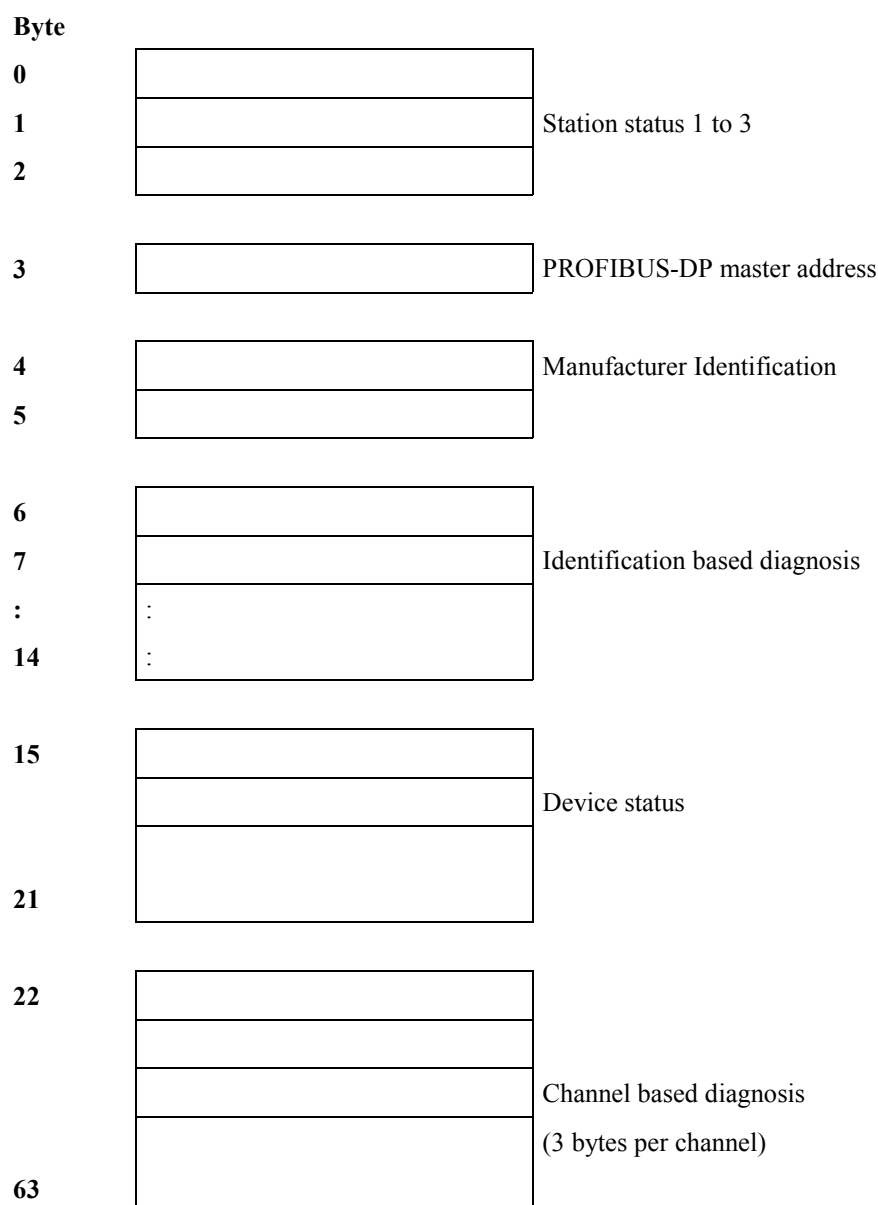 Byte
0
1 Station status 1 to 3
2
3 PROFIBUS-DP master address
4 Manufacturer Identification
5
6
7 Identification based diagnosis
: :
14 :
15
Device status
21
22
Channel based diagnosis
(3 bytes per channel)
63